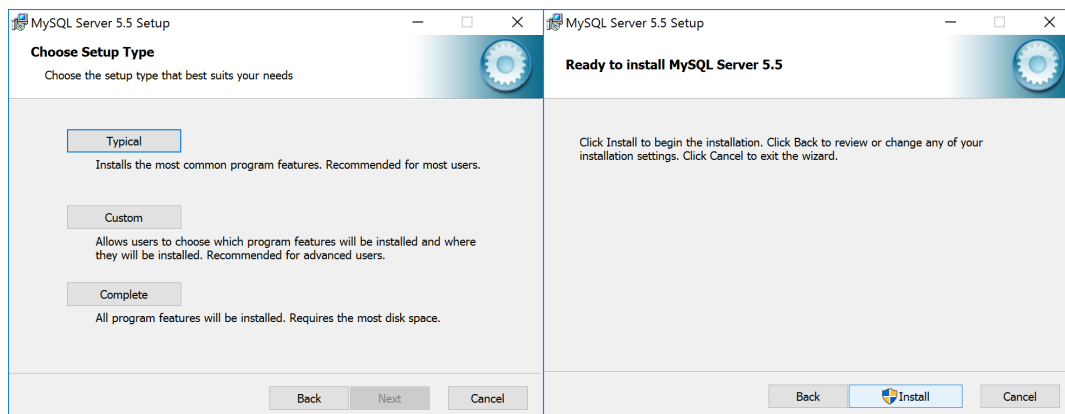 MySQL Server 5.5 Setup
Choose Setup Type
Choose the setup type that best suits your needs
Typical
Installs the most common program features. Recommended for most users.
Custom
Allows users to choose which program features will be installed and where
they will be installed. Recommended for advanced users.
Complete
All program features will be installed. Requires the most disk space.
Back
Next
Cancel
MySQL Server 5.5 Setup
Ready to install MySQL Server 5.5
Click Install to begin the installation. Click Back to review or change any of your
installation settings. Click Cancel to exit the wizard.
Back
Install
Cancel